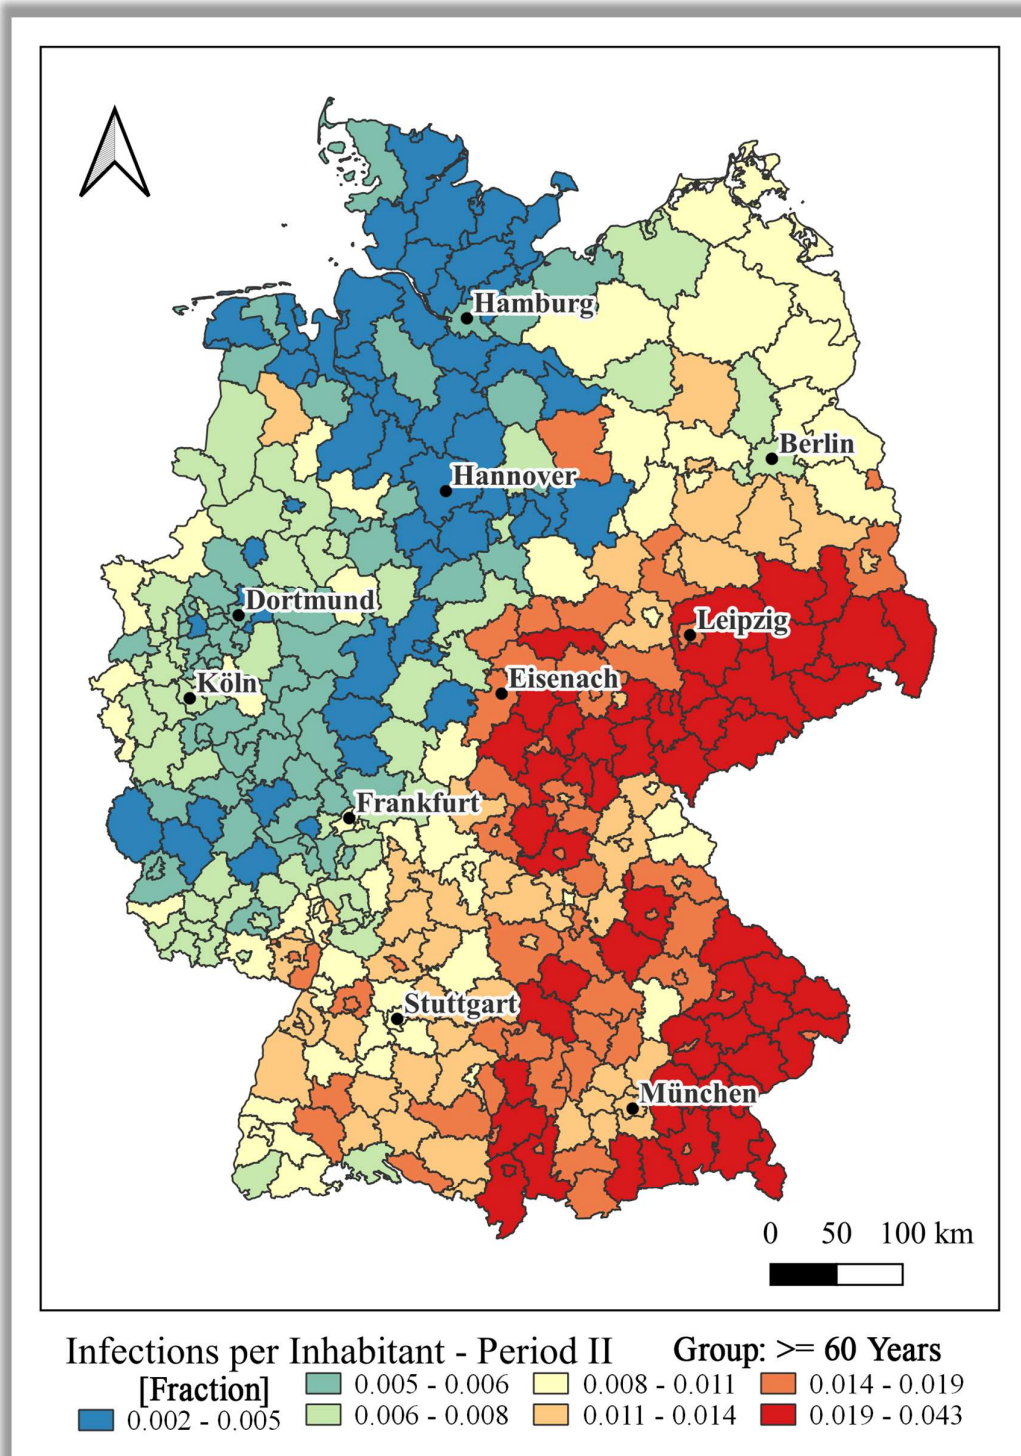 Hamburg
Berlin
Hannover
Dortmund
Leipzig
Köln
Eisenach
Frankfurt
Stuttgart
München
0 50 100 km
Infections per Inhabitant - Period II Group: >= 60 Years
[Fraction] 0.005 - 0.006 0.008 - 0.011 0.014 - 0.019
0.002 - 0.005 0.006 - 0.008 0.011 - 0.014 0.019 - 0.043